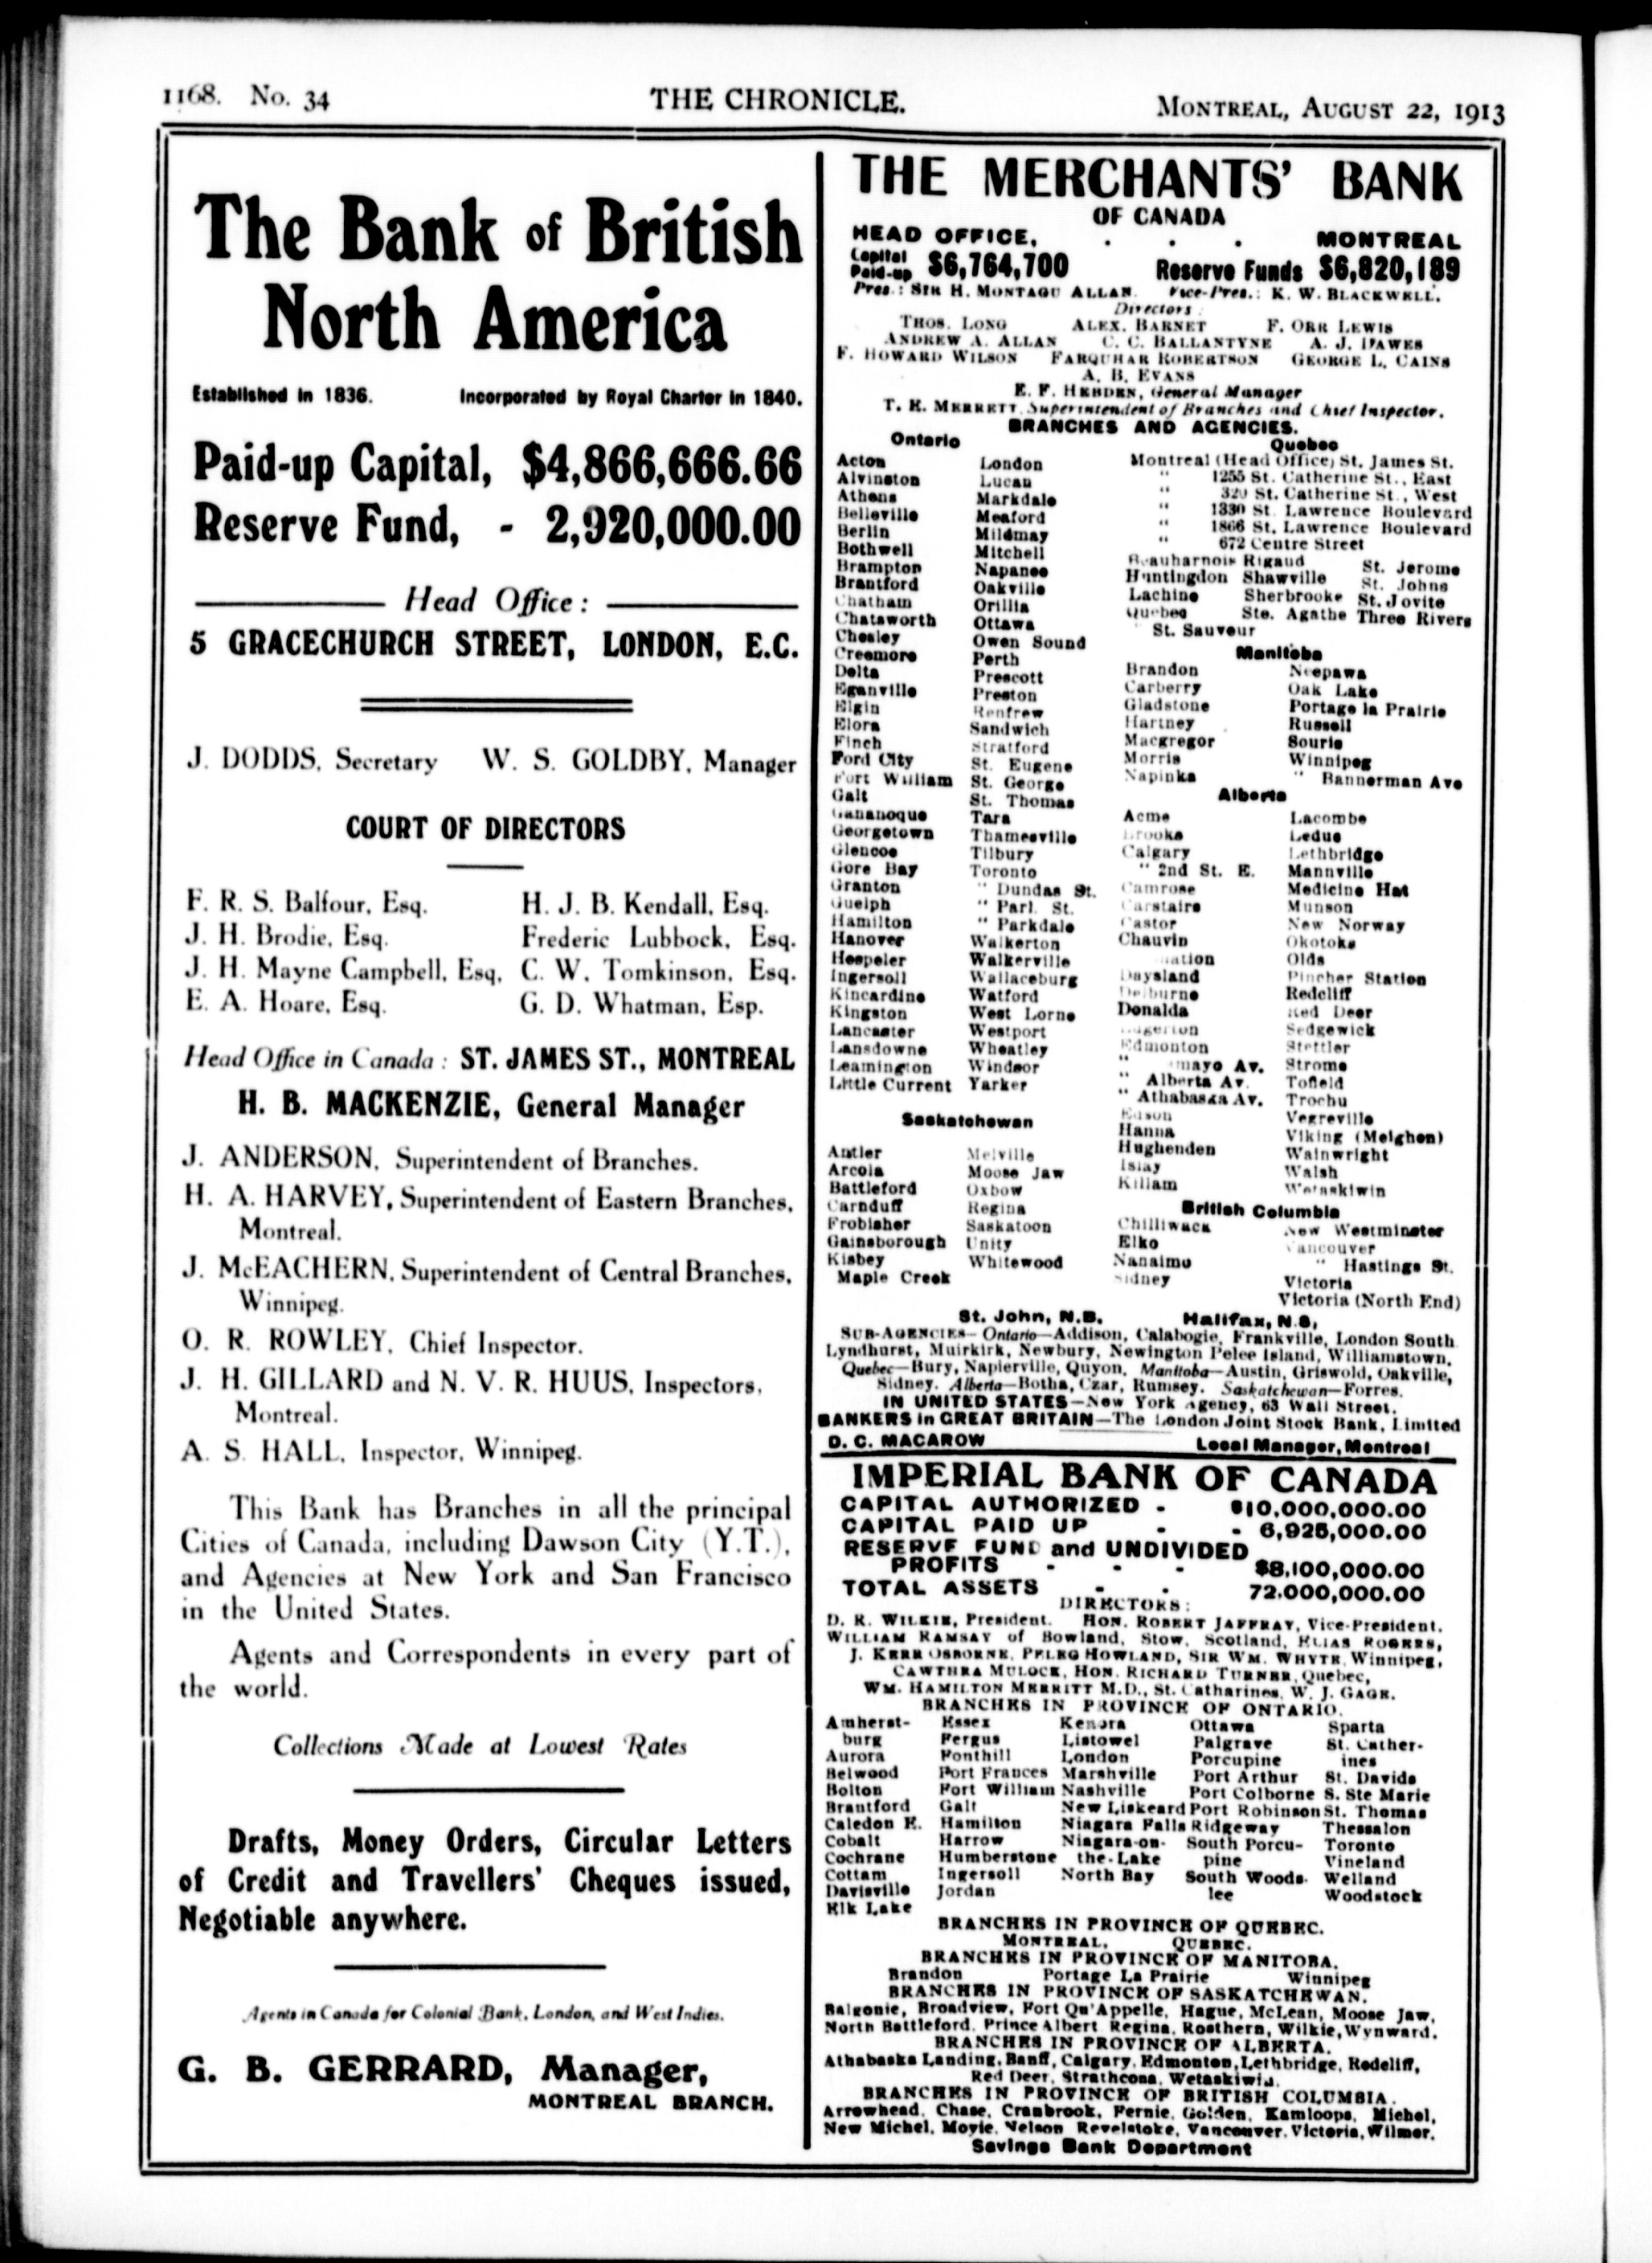 1168. No. 34
THE CHRONICLE.
MONTREAL, AUGUST 22, 1913
The Bank of British
North America
Established in 1836. Incorporated by Royal Charter in 1840.
Paid-up Capital, $4,866,666.66
Reserve Fund, - 2,920,000.00
Head Office:
5 GRACECHURCH STREET, LONDON, E.C.
J. DODDS, Secretary W. S. GOLDBY, Manager
COURT OF DIRECTORS
F. R. S. Balfour, Esq. H. J. B. Kendall, Esq.
J. H. Brodie, Esq. Frederic Lubbock, Esq.
J. H. Mayne Campbell, Esq. C. W. Tomkinson, Esq.
E. A. Hoare, Esq. G. D. Whatman, Esp.
Head Office in Canada: ST. JAMES ST., MONTREAL
H. B. MACKENZIE, General Manager
J. ANDERSON, Superintendent of Branches.
H. A. HARVEY, Superintendent of Eastern Branches,
Montreal.
J. McEACHERN, Superintendent of Central Branches,
Winnipeg.
O. R. ROWLEY, Chief Inspector.
J. H. GILLARD and N. V. R. HUUS, Inspectors,
Montreal.
A. S. HALL, Inspector, Winnipeg.
This Bank has Branches in all the principal
Cities of Canada, including Dawson City (Y.T.),
and Agencies at New York and San Francisco
in the United States.
Agents and Correspondents in every part of
the world.
Collections Made at Lowest Rates
Drafts, Money Orders, Circular Letters
of Credit and Travellers' Cheques issued,
Negotiable anywhere.
Agents in Canada for Colonial Bank, London, and West Indies.
G. B. GERRARD, Manager,
MONTREAL BRANCH.
THE MERCHANTS' BANK
OF CANADA
HEAD OFFICE, . . . MONTREAL
Capital Paid-up $6,764,700 Reserve Funds $6,820,189
Pres.: SIR H. MONTAGU ALLAN. Vice-Pres.: K. W. BLACKWELL.
Directors:
THOS. LONG ALEX. BARNET F. ORR LEWIS
ANDREW A. ALLAN C. C. BALLANTYNE A. J. DAWES
F. HOWARD WILSON FARQUHAR ROBERTSON GEORGE L. CAINS
A. B. EVANS
E. F. HEBDEN, General Manager
T. E. MERRETT, Superintendent of Branches and Chief Inspector.
BRANCHES AND AGENCIES.
Ontario
Acton London
Alvinston Lucan
Athens Markdale
Belleville Meaford
Berlin Mildmay
Bothwell Mitchell
Brampton Napanee
Brantford Oakville
Chatham Orillia
Chatsworth Ottawa
Chesley Owen Sound
Creemore Perth
Delta Prescott
Eganville Preston
Elgin Renfrew
Elora Sandwich
Finch Stratford
Ford City St. Eugene
Fort William St. George
Galt St. Thomas
Gananoque Tara
Georgetown Thamesville
Glencoe Tilbury
Gore Bay Toronto
Granton " Dundas St.
Guelph " Parl. St.
Hamilton " Parkdale
Hanover Walkerton
Hespeler Walkerville
Ingersoll Wallaceburg
Kincardine Watford
Kingston West Lorne
Lancaster Westport
Lansdowne Wheatley
Leamington Windsor
Little Current Yarker
Saskatchewan
Antler Melville
Arcola Moose Jaw
Battleford Oxbow
Carnduff Regina
Frobisher Saskatoon
Gainsborough Unity
Kisbey Whitewood
Maple Creek
Quebec
Montreal (Head Office) St. James St.
" 1255 St. Catherine St., East
" 320 St. Catherine St., West
" 1330 St. Lawrence Boulevard
" 1866 St. Lawrence Boulevard
" 672 Centre Street
Beauharnois Rigaud St. Jerome
Huntingdon Shawville St. Johns
Lachine Sherbrooke St. Jovite
Quebec Ste. Agathe Three Rivers
" St. Sauveur
Manitoba
Brandon Neepawa
Carberry Oak Lake
Gladstone Portage la Prairie
Hartney Russell
Macgregor Souris
Morris Winnipeg
Napinka " Bannerman Ave
Alberta
Acme Lacombe
Brooks Leduc
Calgary Lethbridge
" 2nd St. E. Mannville
Camrose Medicine Hat
Carstairs Munson
Castor New Norway
Chauvin Okotoks
Olds
Daysland Pincher Station
Delburne Redcliff
Donalda Red Deer
Edgerton Sedgewick
Edmonton Stettler
" Av. Strome
" Alberta Av. Tofield
" Athabasca Av. Trochu
Edson Vegreville
Hanna Viking (Meighen)
Hughenden Wainwright
Islay Walsh
Killam Wetaskiwin
British Columbia
Chilliwack New Westminster
Elko Vancouver
Nanaimo " Hastings St.
Sidney Victoria
Victoria (North End)
St. John, N.B. Halifax, N.S.
SUB-AGENCIES—Ontario—Addison, Calabogie, Frankville, London South
Lyndhurst, Muirkirk, Newbury, Newington Pelee Island, Williamstown.
Quebec—Bury, Napierville, Quyon. Manitoba—Austin, Griswold, Oakville,
Sidney. Alberta—Botha, Czar, Rumsey. Saskatchewan—Forres.
IN UNITED STATES—New York Agency, 63 Wall Street.
BANKERS in GREAT BRITAIN—The London Joint Stock Bank, Limited
D. C. MACAROW Local Manager, Montreal
IMPERIAL BANK OF CANADA
CAPITAL AUTHORIZED - $10,000,000.00
CAPITAL PAID UP - - 6,925,000.00
RESERVE FUND and UNDIVIDED
PROFITS - - - $8,100,000.00
TOTAL ASSETS - - 72.000,000.00
DIRECTORS:
D. R. WILKIE, President. HON. ROBERT JAFFRAY, Vice-President.
WILLIAM RAMSAY of Bowland, Stow, Scotland, ELIAS ROGERS,
J. KERR OSBORNE, PELEG HOWLAND, SIR WM. WHYTE, Winnipeg,
CAWTHRA MULOCK, HON. RICHARD TURNER, Quebec,
WM. HAMILTON MERRITT M.D., St. Catharines, W. J. GAGE.
BRANCHES IN PROVINCE OF ONTARIO.
Amherst- Essex Kenora Ottawa Sparta
burg Fergus Listowel Palgrave St. Cather-
Aurora Fonthill London Porcupine ines
Belwood Fort Frances Marshville Port Arthur St. Davids
Bolton Fort William Nashville Port Colborne S. Ste Marie
Brantford Galt New Liskeard Port Robinson St. Thomas
Caledon E. Hamilton Niagara Falls Ridgeway Thessalon
Cobalt Harrow Niagara-on- South Porcu- Toronto
Cochrane Humberstone the-Lake pine Vineland
Cottam Ingersoll North Bay South Woods- Welland
Davisville Jordan lee Woodstock
Elk Lake
BRANCHES IN PROVINCE OF QUEBEC.
MONTREAL. QUEBEC.
BRANCHES IN PROVINCE OF MANITOBA.
Brandon Portage La Prairie Winnipeg
BRANCHES IN PROVINCE OF SASKATCHEWAN.
Balgonie, Broadview, Fort Qu'Appelle, Hague, McLean, Moose Jaw,
North Battleford, Prince Albert Regina, Rosthern, Wilkie, Wynward.
BRANCHES IN PROVINCE OF ALBERTA.
Athabaska Landing, Banff, Calgary, Edmonton, Lethbridge, Redcliff,
Red Deer, Strathcona, Wetaskiwin.
BRANCHES IN PROVINCE OF BRITISH COLUMBIA.
Arrowhead, Chase, Cranbrook, Fernie, Golden, Kamloops, Michel,
New Michel, Moyie, Nelson Revelstoke, Vancouver, Victoria, Wilmer.
Savings Bank Department